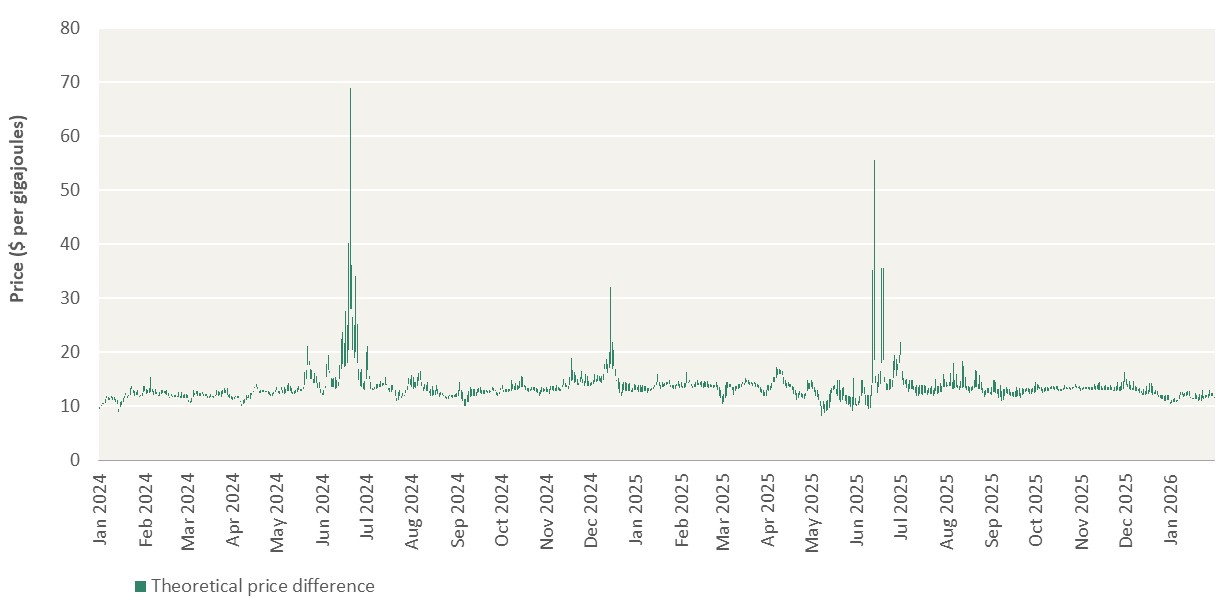 Price ($ per gigajoules)
80
70
60
50
40
30
20
10
0
Jan 2024
Feb 2024
Mar 2024
Apr 2024
May 2024
Jun 2024
Jul 2024
Aug 2024
Sep 2024
Oct 2024
Nov 2024
Dec 2024
Jan 2025
Feb 2025
Mar 2025
Apr 2025
May 2025
Jun 2025
Jul 2025
Aug 2025
Sep 2025
Oct 2025
Nov 2025
Dec 2025
Jan 2026
Theoretical price difference